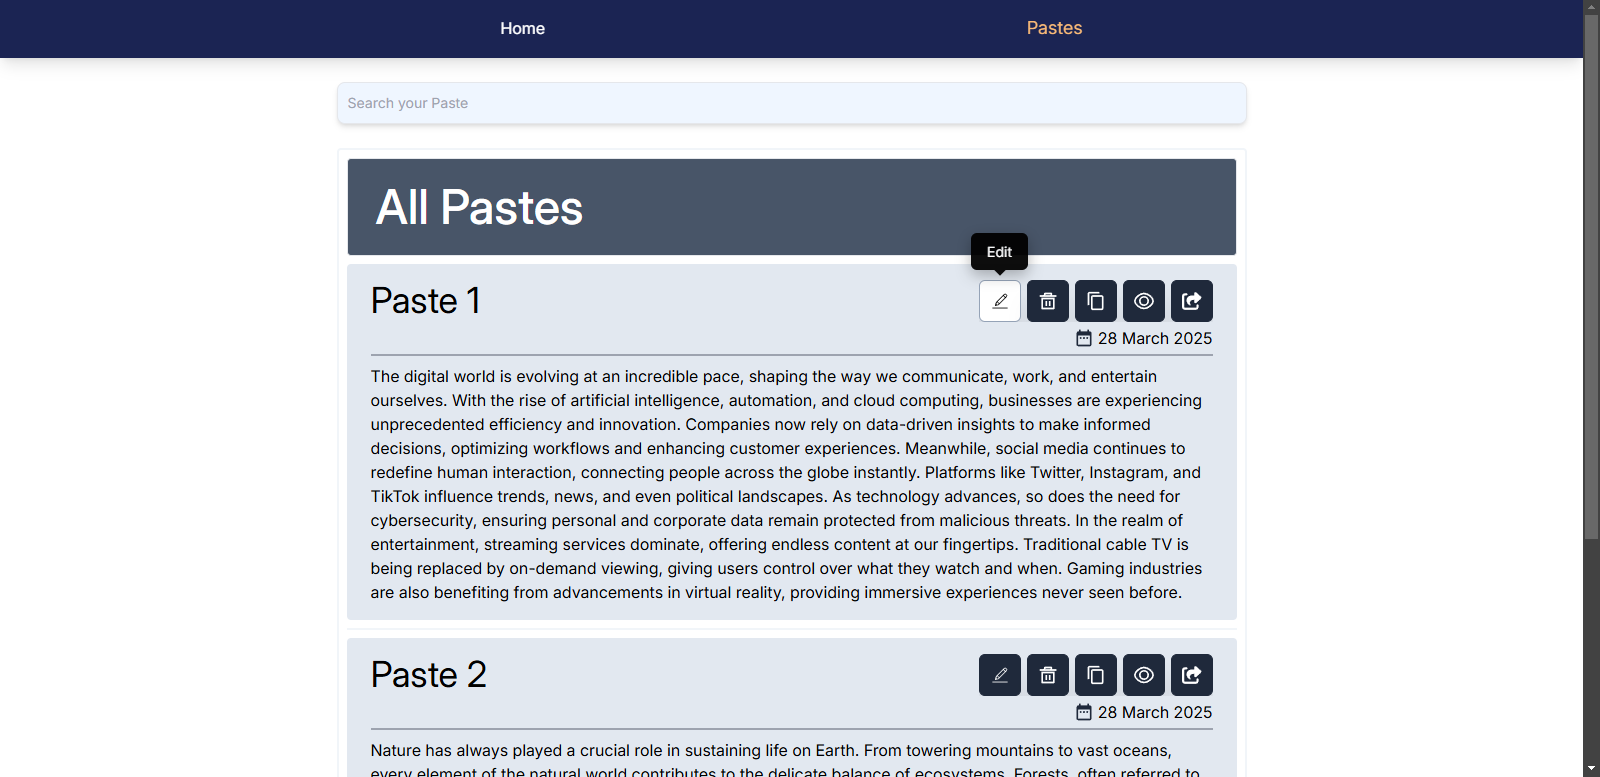 Home
Pastes
Search your Paste
All Pastes
Edit
Paste 1
28 March 2025
The digital world is evolving at an incredible pace, shaping the way we communicate, work, and entertain
ourselves. With the rise of artificial intelligence, automation, and cloud computing, businesses are experiencing
unprecedented efficiency and innovation. Companies now rely on data-driven insights to make informed
decisions, optimizing workflows and enhancing customer experiences. Meanwhile, social media continues to
redefine human interaction, connecting people across the globe instantly. Platforms like Twitter, Instagram, and
TikTok influence trends, news, and even political landscapes. As technology advances, so does the need for
cybersecurity, ensuring personal and corporate data remain protected from malicious threats. In the realm of
entertainment, streaming services dominate, offering endless content at our fingertips. Traditional cable TV is
being replaced by on-demand viewing, giving users control over what they watch and when. Gaming industries
are also benefiting from advancements in virtual reality, providing immersive experiences never seen before.
Paste 2
28 March 2025
Nature has always played a crucial role in sustaining life on Earth. From towering mountains to vast oceans,
every element of the natural world contributes to the delicate balance of ecosystems. Forests, often referred to